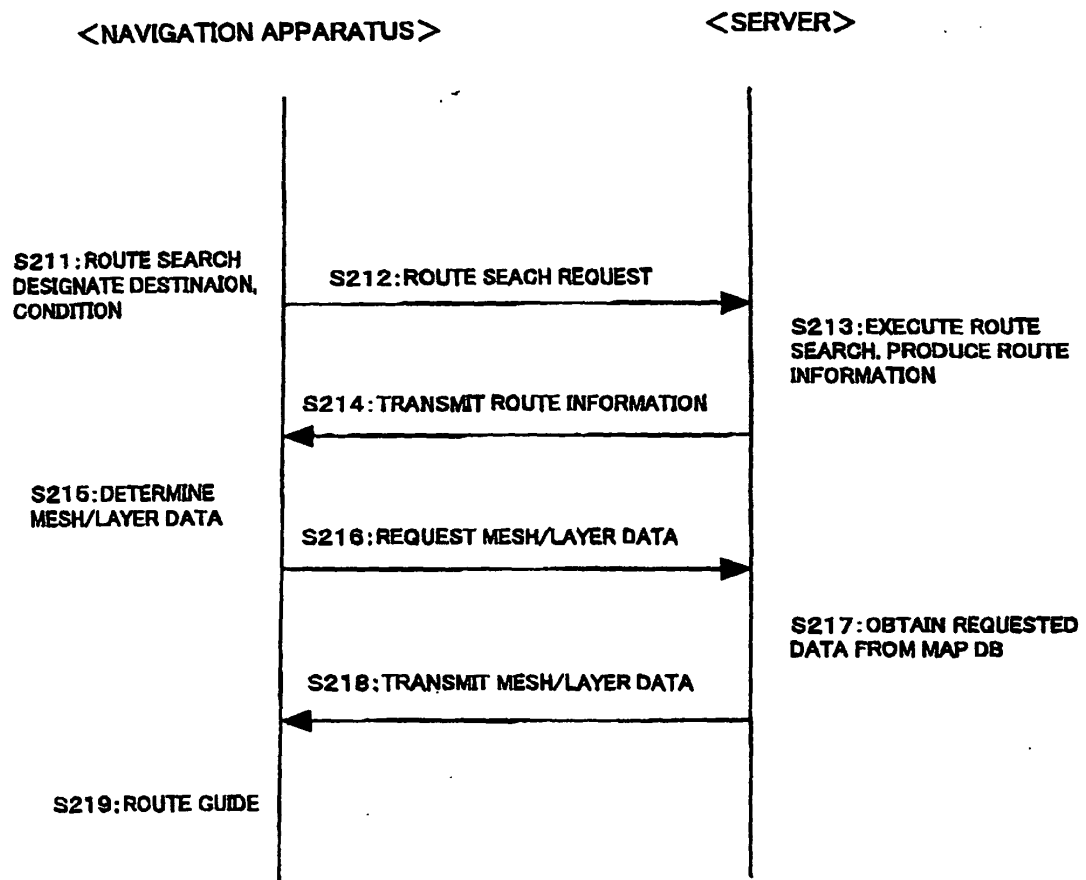 <NAVIGATION APPARATUS>
<SERVER>
S211:ROUTE SEARCH
DESIGNATE DESTINAION,
CONDITION
S212:ROUTE SEACH REQUEST
S213:EXECUTE ROUTE
SEARCH. PRODUCE ROUTE
INFORMATION
S214:TRANSMIT ROUTE INFORMATION
S215:DETERMINE
MESH/LAYER DATA
S216:REQUEST MESH/LAYER DATA
S217:OBTAIN REQUESTED
DATA FROM MAP DB
S218:TRANSMIT MESH/LAYER DATA
S219:ROUTE GUIDE